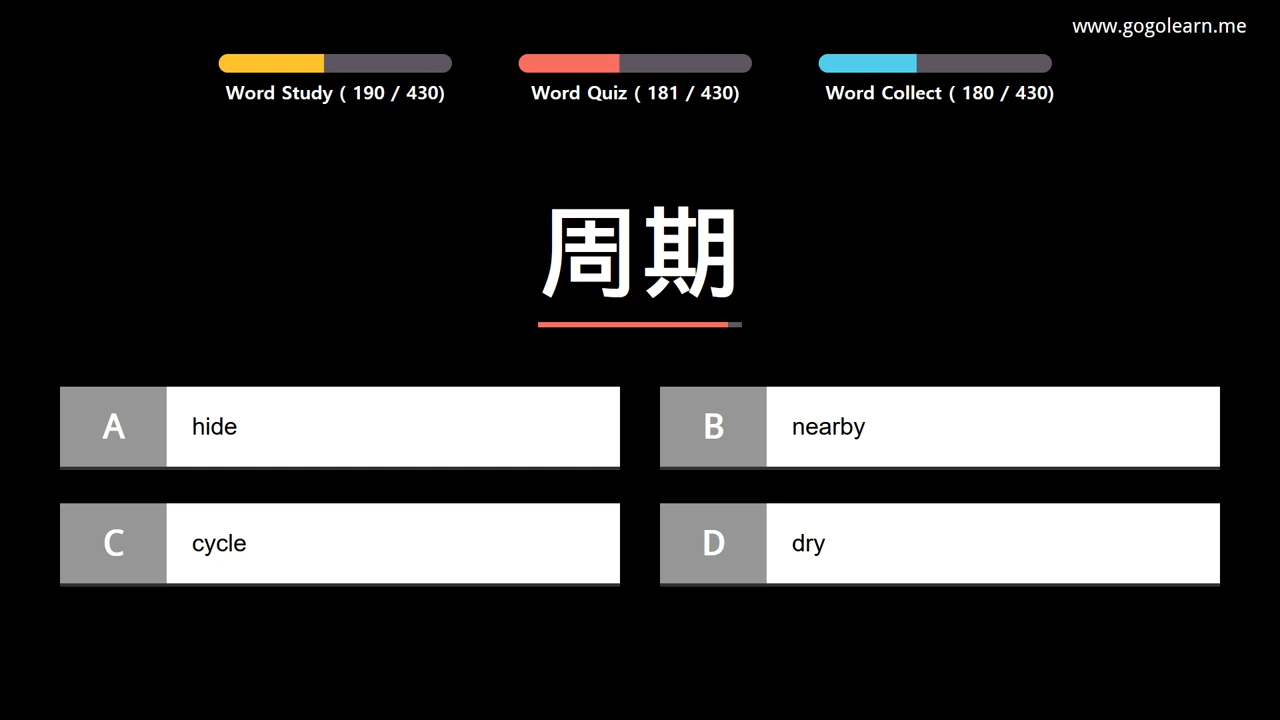 www.gogolearn.me
Word Study ( 190 / 430)
Word Quiz ( 181 / 430)
Word Collect ( 180 / 430)
周期
A hide
B nearby
C cycle
D dry